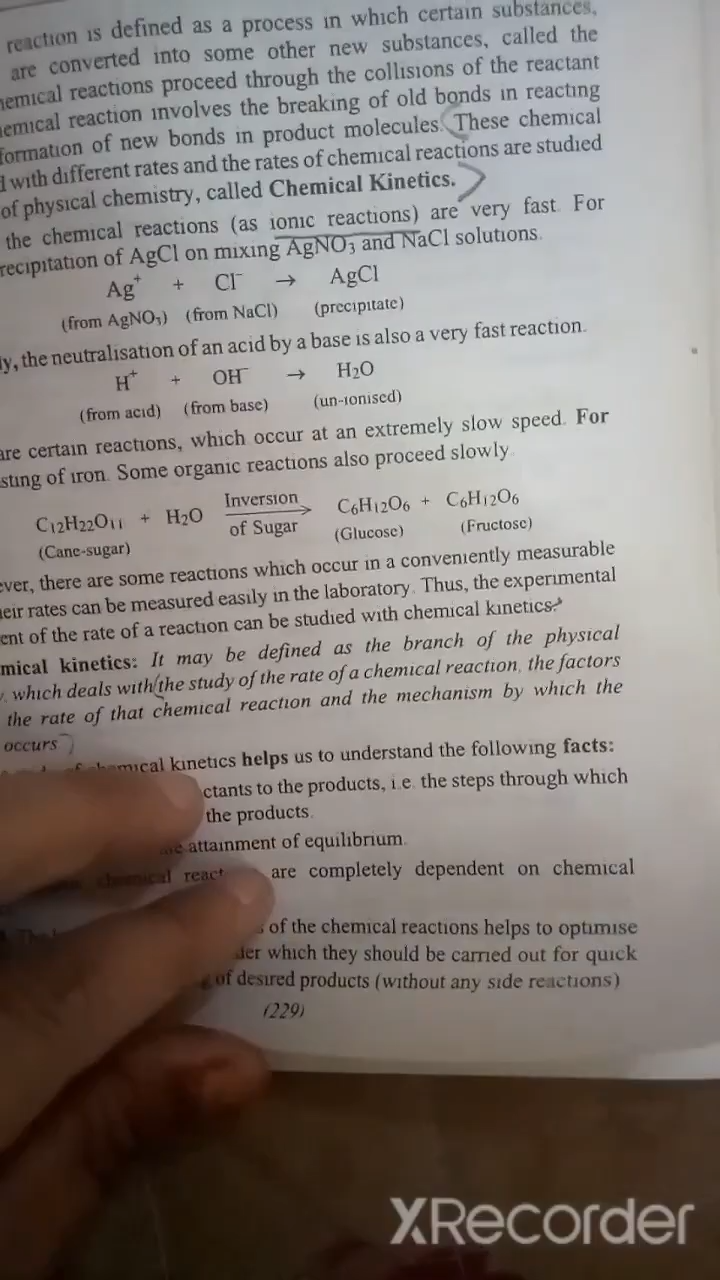 reaction is defined as a process in which certain substances,
are converted into some other new substances, called the
chemical reactions proceed through the collisions of the reactant
chemical reaction involves the breaking of old bonds in reacting
formation of new bonds in product molecules. These chemical
with different rates and the rates of chemical reactions are studied
of physical chemistry, called Chemical Kinetics.
the chemical reactions (as ionic reactions) are very fast. For
recipitation of AgCl on mixing AgNO₃ and NaCl solutions.
Ag⁺ + Cl⁻ → AgCl
(from AgNO₃) (from NaCl) (precipitate)
ly, the neutralisation of an acid by a base is also a very fast reaction.
H⁺ + OH⁻ → H₂O
(from acid) (from base) (un-ionised)
are certain reactions, which occur at an extremely slow speed. For
sting of iron. Some organic reactions also proceed slowly.
C₁₂H₂₂O₁₁ + H₂O Inversion of Sugar → C₆H₁₂O₆ + C₆H₁₂O₆
(Cane-sugar) (Glucose) (Fructose)
ever, there are some reactions which occur in a conveniently measurable
eir rates can be measured easily in the laboratory. Thus, the experimental
ent of the rate of a reaction can be studied with chemical kinetics.
mical kinetics: It may be defined as the branch of the physical
y, which deals with the study of the rate of a chemical reaction, the factors
the rate of that chemical reaction and the mechanism by which the
occurs
of chemical kinetics helps us to understand the following facts:
ctants to the products, i.e. the steps through which
the products.
attainment of equilibrium.
chemical react are completely dependent on chemical
of the chemical reactions helps to optimise
der which they should be carried out for quick
of desired products (without any side reactions)
(229)
XRecorder